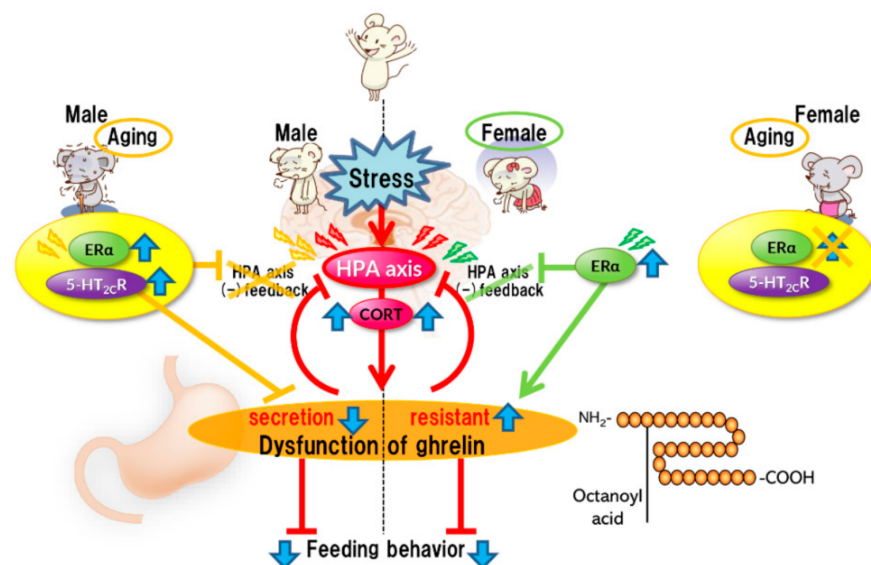 Male
Aging
Male
Stress
Female
Female
Aging
ERα
5-HT2CR
HPA axis
(-)feedback
HPA axis
CORT
HPA axis
(-)feedback
ERα
ERα
5-HT2CR
secretion
resistant
Dysfunction of ghrelin
Feeding behavior
NH2-
-COOH
Octanoyl
acid